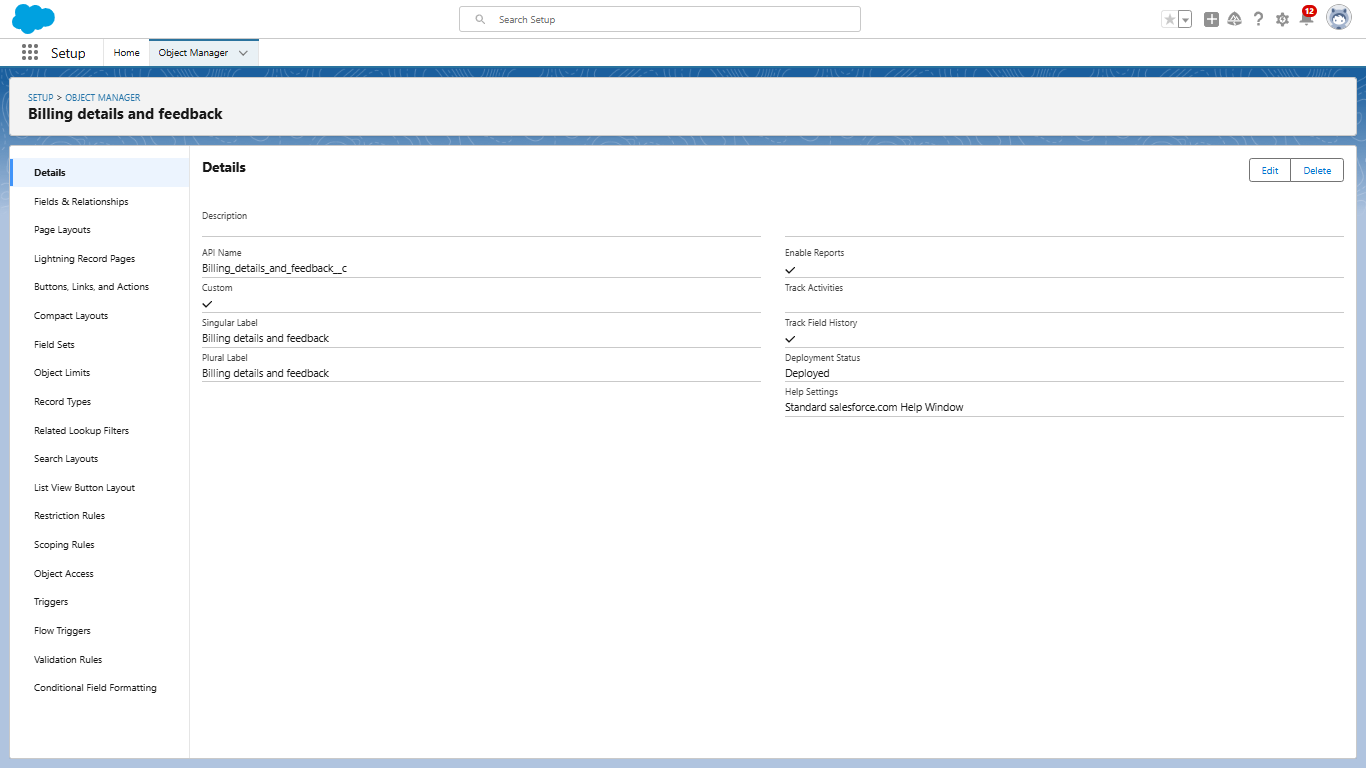 Search Setup
12
Setup
Home
Object Manager
SETUP > OBJECT MANAGER
Billing details and feedback
Details
Fields & Relationships
Page Layouts
Lightning Record Pages
Buttons, Links, and Actions
Compact Layouts
Field Sets
Object Limits
Record Types
Related Lookup Filters
Search Layouts
List View Button Layout
Restriction Rules
Scoping Rules
Object Access
Triggers
Flow Triggers
Validation Rules
Conditional Field Formatting
Details
Edit
Delete
Description
API Name
Billing_details_and_feedback__c
Custom
Singular Label
Billing details and feedback
Plural Label
Billing details and feedback
Enable Reports
Track Activities
Track Field History
Deployment Status
Deployed
Help Settings
Standard salesforce.com Help Window